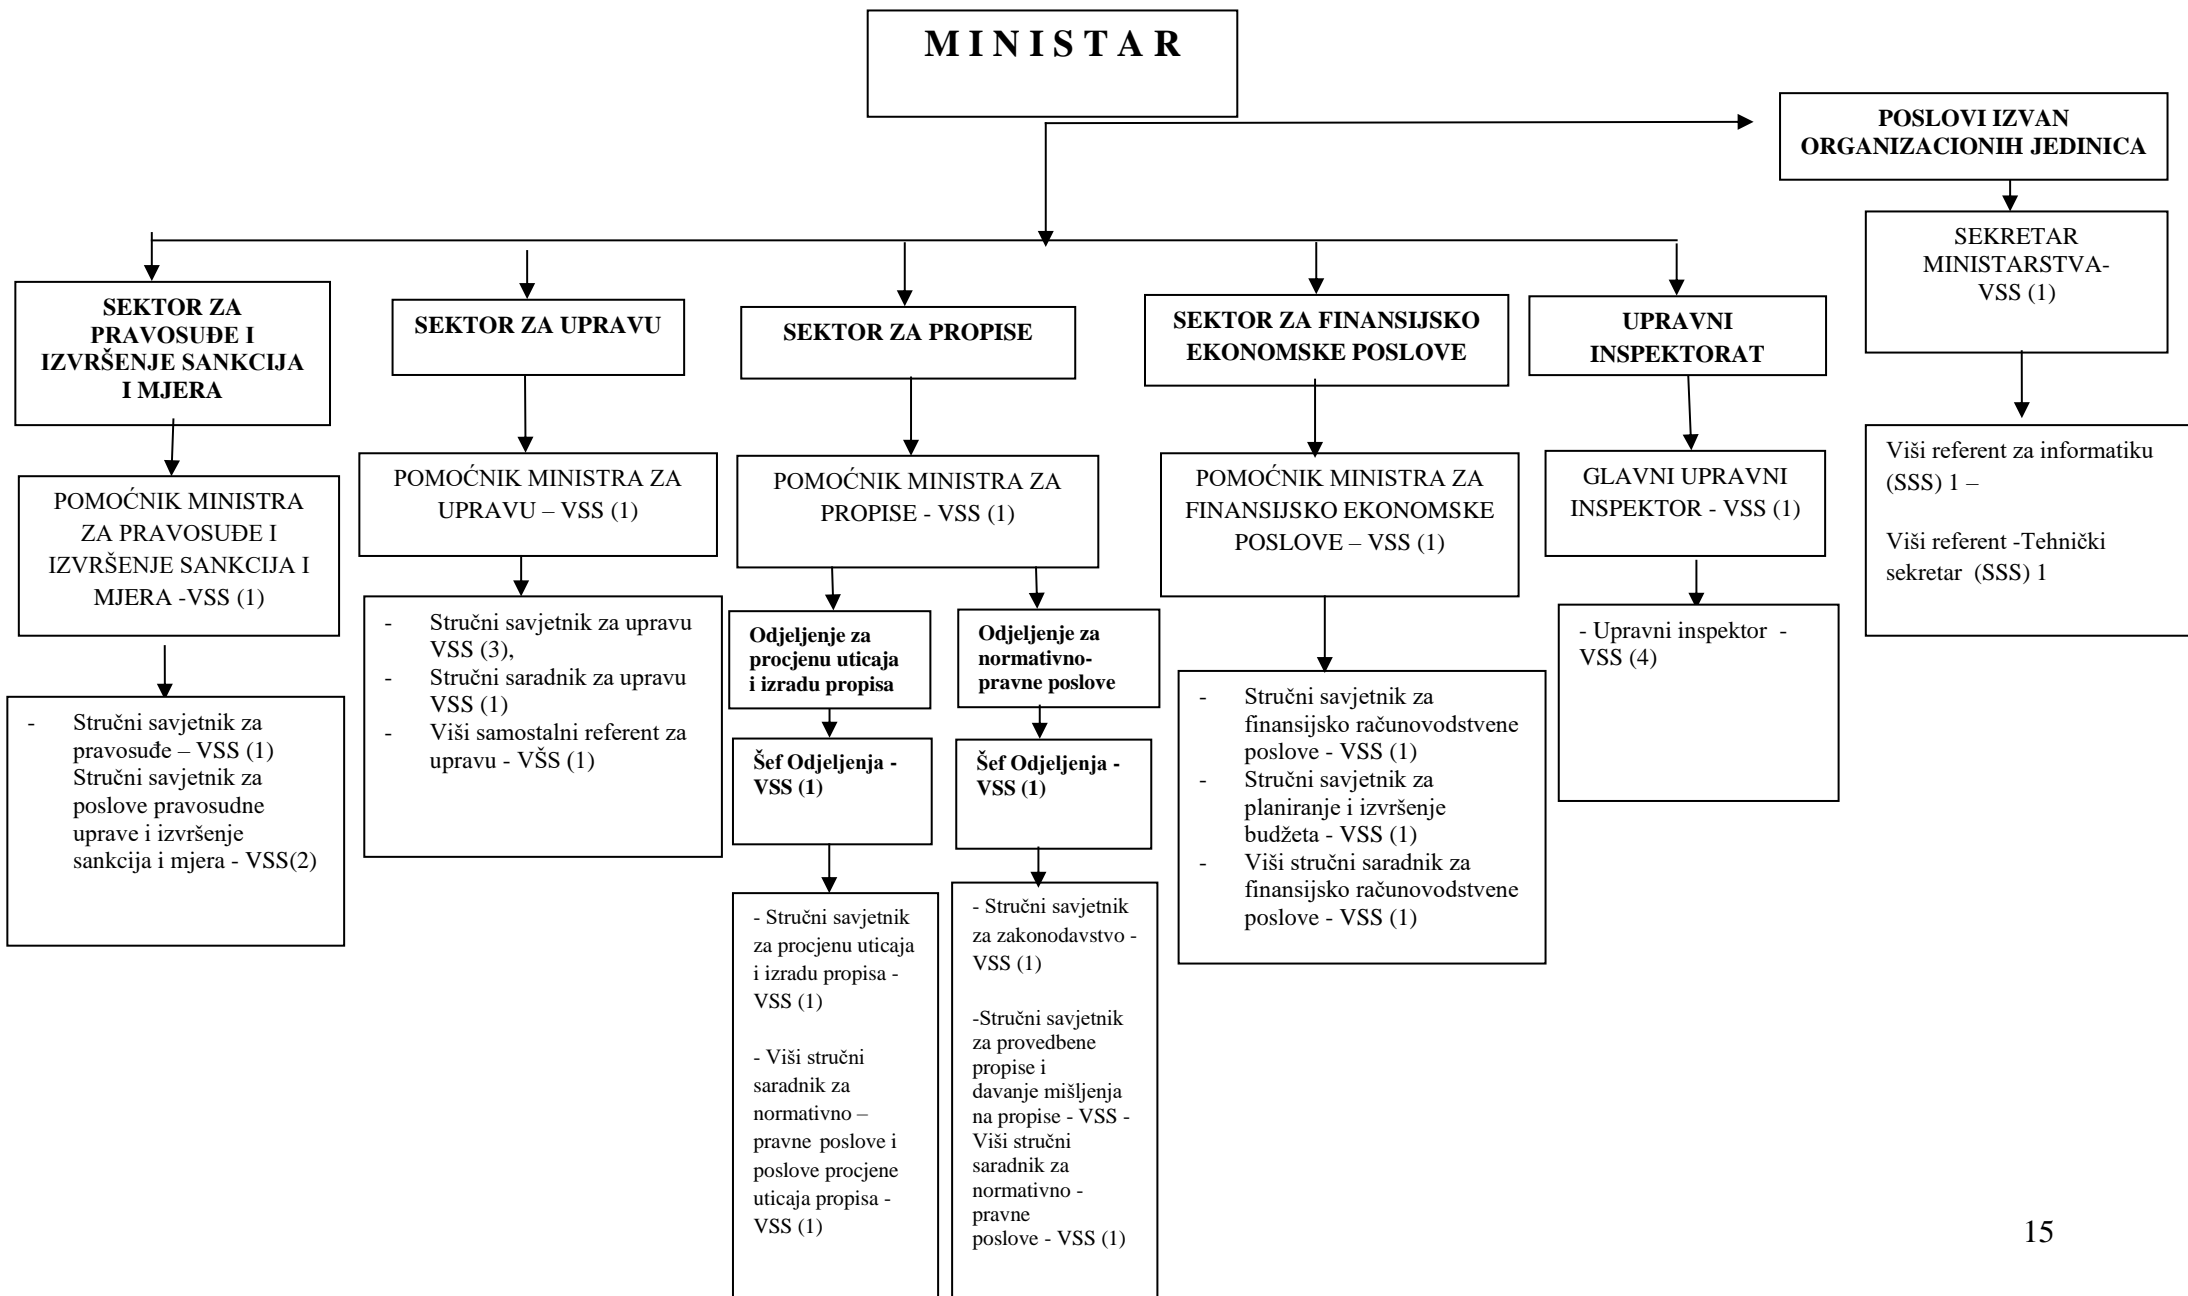 M I N I S T A R
POSLOVI IZVAN
ORGANIZACIONIH JEDINICA
SEKRETAR
MINISTARSTVA-
VSS (1)
Viši referent za informatiku
(SSS) 1 –
Viši referent -Tehnički
sekretar (SSS) 1
SEKTOR ZA
PRAVOSUĐE I
IZVRŠENJE SANKCIJA
I MJERA
POMOĆNIK MINISTRA
ZA PRAVOSUĐE I
IZVRŠENJE SANKCIJA I
MJERA -VSS (1)
- Stručni savjetnik za
pravosuđe – VSS (1)
Stručni savjetnik za
poslove pravosudne
uprave i izvršenje
sankcija i mjera - VSS(2)
SEKTOR ZA UPRAVU
POMOĆNIK MINISTRA ZA
UPRAVU – VSS (1)
- Stručni savjetnik za upravu
VSS (3),
- Stručni saradnik za upravu
VSS (1)
- Viši samostalni referent za
upravu - VŠS (1)
SEKTOR ZA PROPISE
POMOĆNIK MINISTRA ZA
PROPISE - VSS (1)
Odjeljenje za
procjenu uticaja
i izradu propisa
Šef Odjeljenja -
VSS (1)
- Stručni savjetnik
za procjenu uticaja
i izradu propisa -
VSS (1)
- Viši stručni
saradnik za
normativno –
pravne poslove i
poslove procjene
uticaja propisa -
VSS (1)
Odjeljenje za
normativno-
pravne poslove
Šef Odjeljenja -
VSS (1)
- Stručni savjetnik
za zakonodavstvo -
VSS (1)
-Stručni savjetnik
za provedbene
propise i
davanje mišljenja
na propise - VSS -
Viši stručni
saradnik za
normativno -
pravne
poslove - VSS (1)
SEKTOR ZA FINANSIJSKO
EKONOMSKE POSLOVE
POMOĆNIK MINISTRA ZA
FINANSIJSKO EKONOMSKE
POSLOVE – VSS (1)
- Stručni savjetnik za
finansijsko računovodstvene
poslove - VSS (1)
- Stručni savjetnik za
planiranje i izvršenje
budžeta - VSS (1)
- Viši stručni saradnik za
finansijsko računovodstvene
poslove - VSS (1)
UPRAVNI
INSPEKTORAT
GLAVNI UPRAVNI
INSPEKTOR - VSS (1)
- Upravni inspektor -
VSS (4)
15